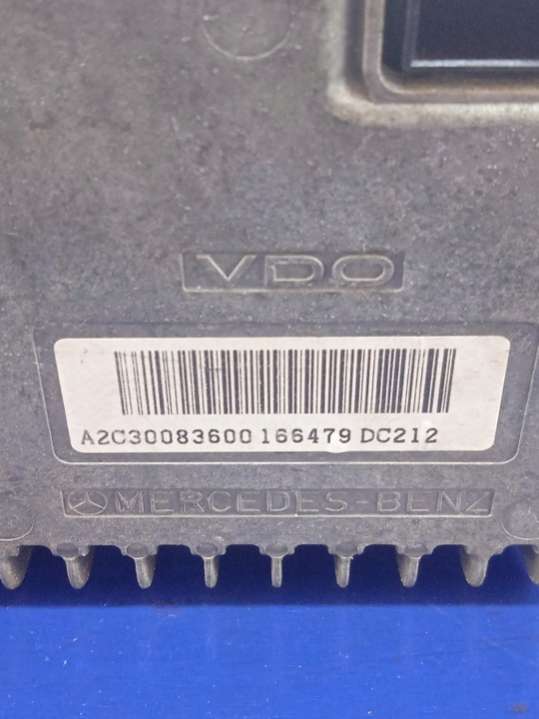 VDO
A2C30083600 166479 DC212
MERCEDES-BENZ